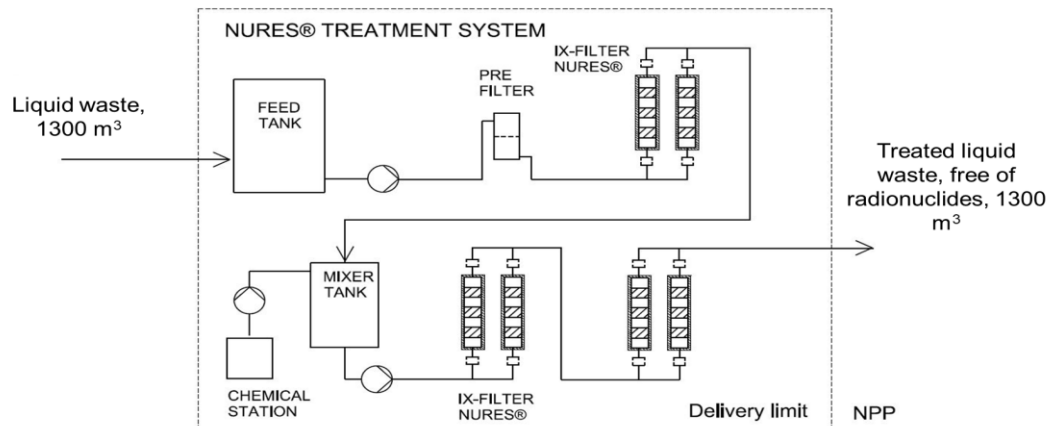 NURES® TREATMENT SYSTEM
IX-FILTER
NURES®
PRE
FILTER
Liquid waste,
1300 m³
FEED
TANK
Treated liquid
waste, free of
radionuclides, 1300
m³
MIXER
TANK
CHEMICAL
STATION
IX-FILTER
NURES®
Delivery limit
NPP